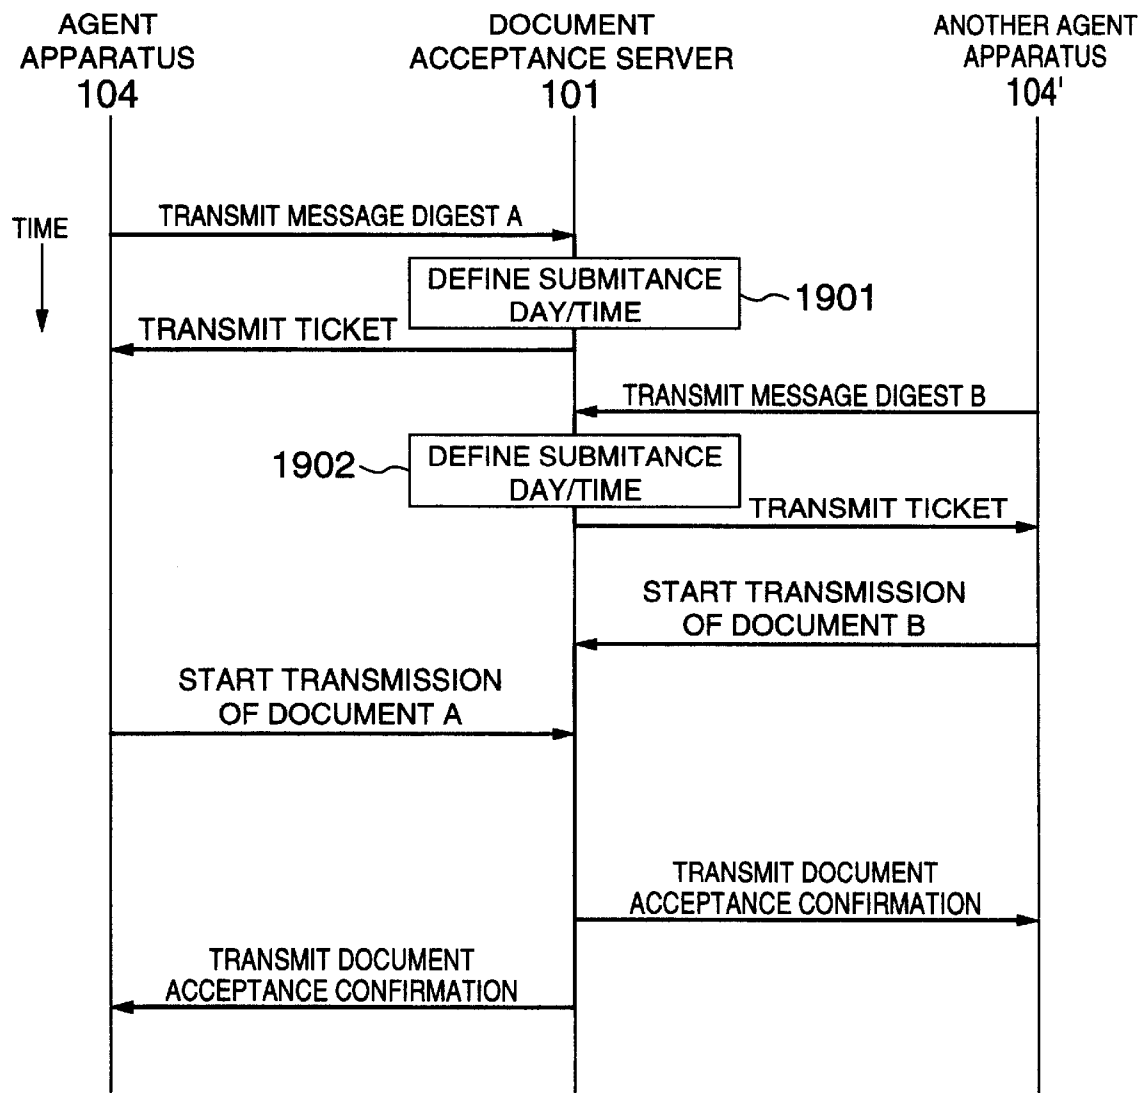 AGENT
APPARATUS
104
DOCUMENT
ACCEPTANCE SERVER
101
ANOTHER AGENT
APPARATUS
104'
TIME
TRANSMIT MESSAGE DIGEST A
DEFINE SUBMITANCE
DAY/TIME
1901
TRANSMIT TICKET
TRANSMIT MESSAGE DIGEST B
1902
DEFINE SUBMITANCE
DAY/TIME
TRANSMIT TICKET
START TRANSMISSION
OF DOCUMENT B
START TRANSMISSION
OF DOCUMENT A
TRANSMIT DOCUMENT
ACCEPTANCE CONFIRMATION
TRANSMIT DOCUMENT
ACCEPTANCE CONFIRMATION